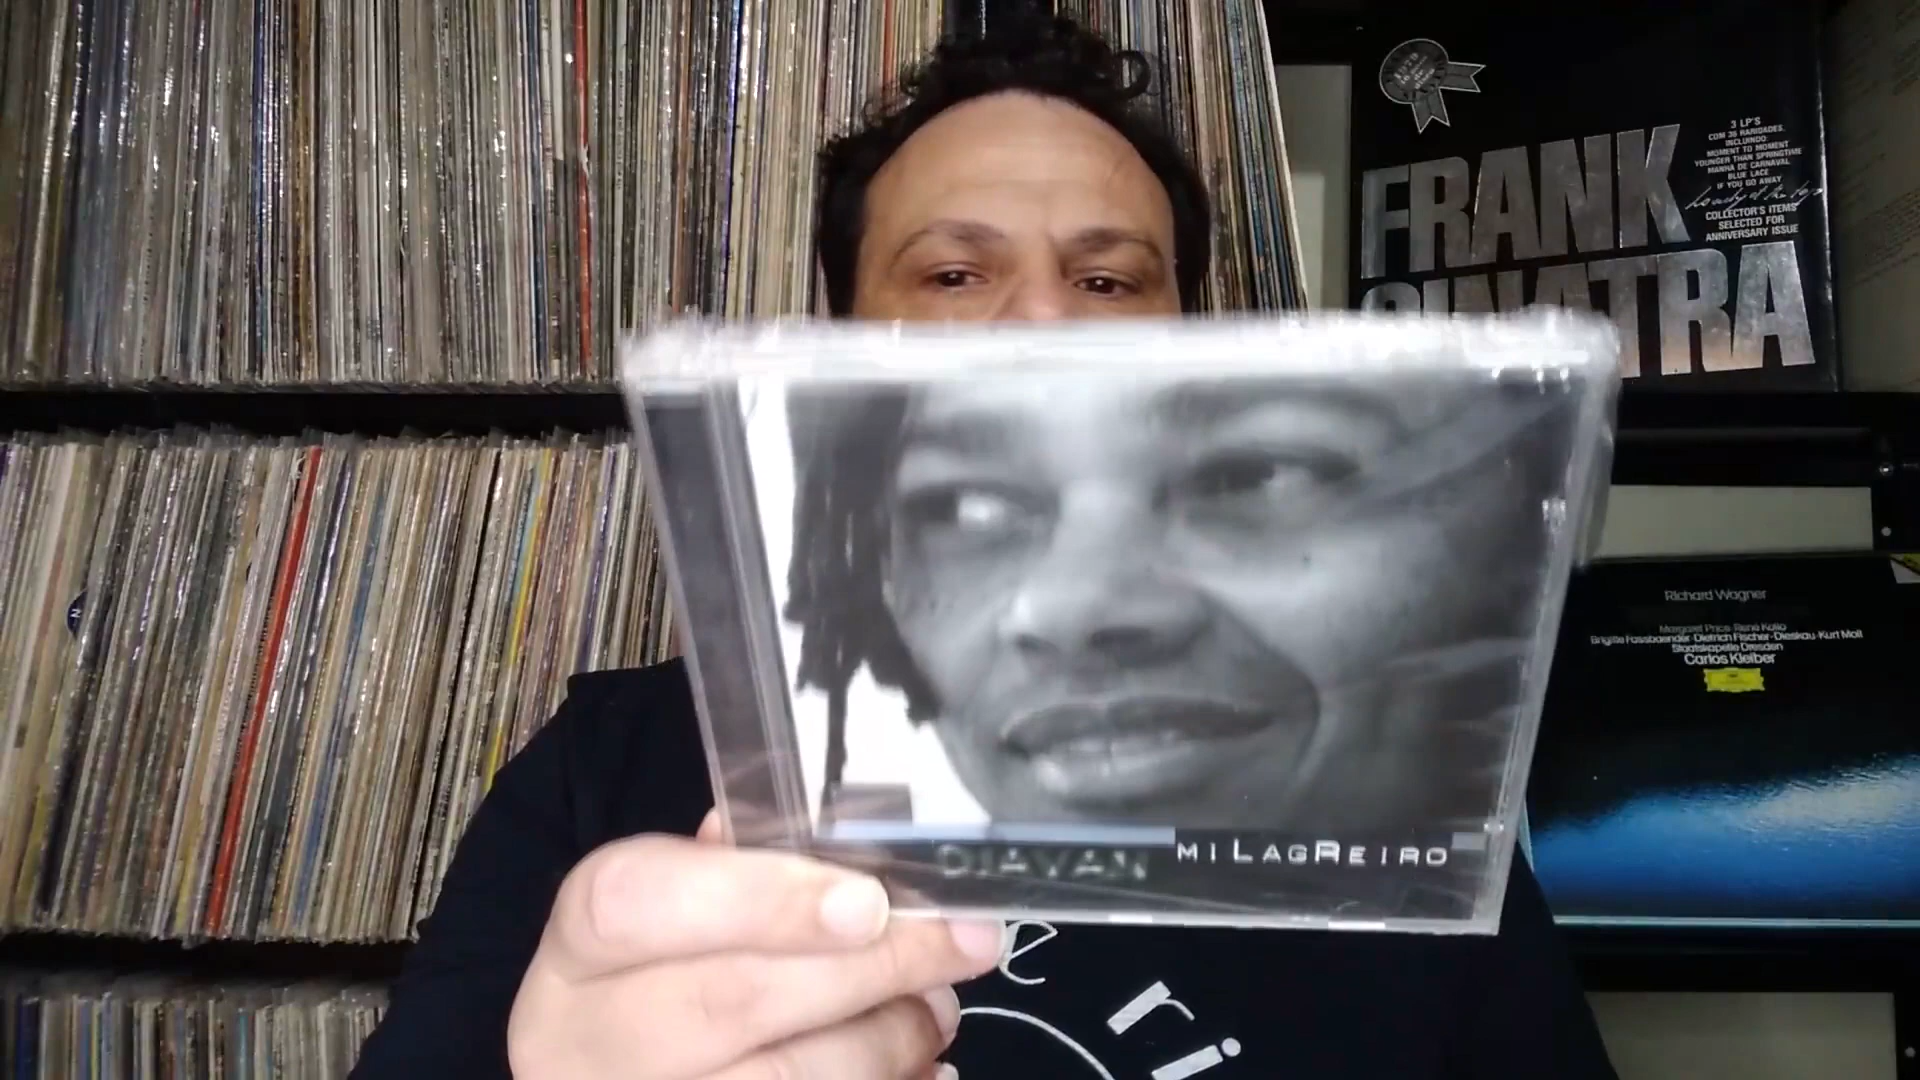 3 LP'S
COM 36 RARIDADES,
INCLUINDO
MOMENT TO MOMENT
YOUNGER THAN SPRINGTIME
MANHA DE CARNAVAL
BLUE LACE
IF YOU GO AWAY
COLLECTOR'S ITEMS
SELECTED FOR
ANNIVERSARY ISSUE
FRANK
SINATRA
Richard Wagner
Margaret Price · René Kollo
Brigitte Fassbaender · Dietrich Fischer-Dieskau · Kurt Moll
Staatskapelle Dresden
Carlos Kleiber
DJAVAN MiLAGREIRO
e
ri